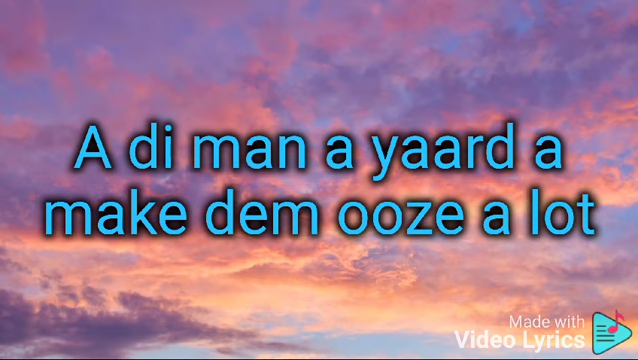 A di man a yaard a
make dem ooze a lot
Made with
Video Lyrics